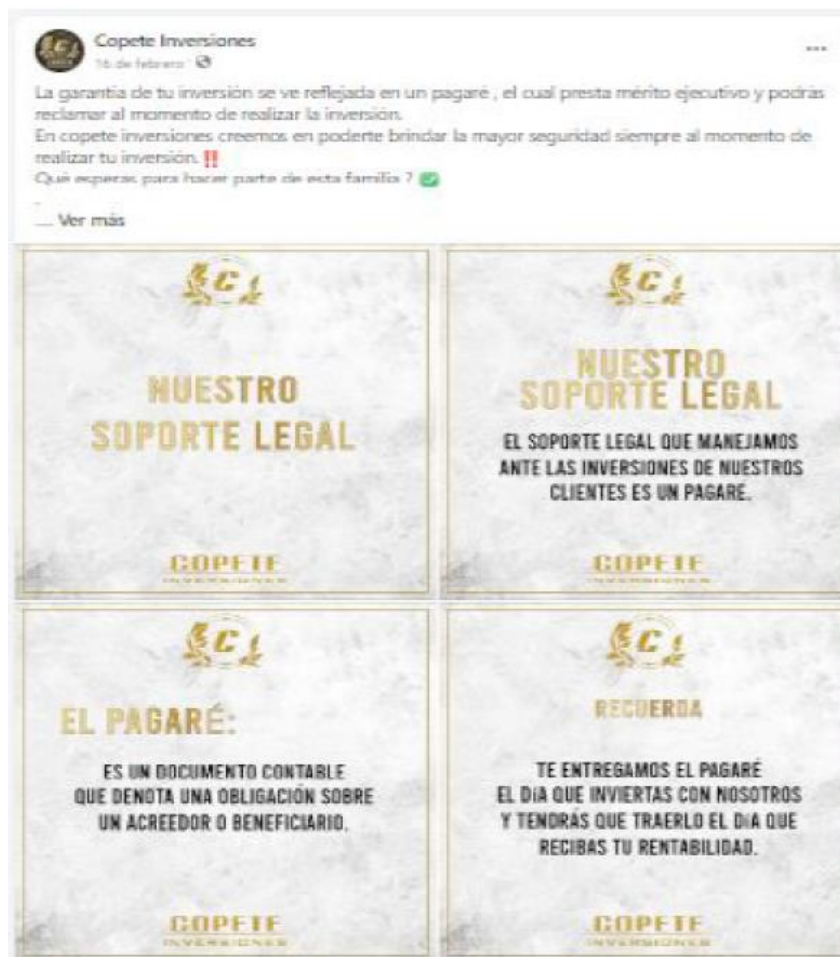 Copete Inversiones
16 de febrero
La garantía de tu inversión se ve reflejada en un pagaré , el cual presta mérito ejecutivo y podrás
reclamar al momento de realizar la inversión.
En copete inversiones creemos en poderte brindar la mayor seguridad siempre al momento de
realizar tu inversión. ‼️
Qué esperas para hacer parte de esta familia ? ✅
.
.... Ver más
C
NUESTRO
SOPORTE LEGAL
COPETE
INVERSIONES
C
NUESTRO
SOPORTE LEGAL
EL SOPORTE LEGAL QUE MANEJAMOS
ANTE LAS INVERSIONES DE NUESTROS
CLIENTES ES UN PAGARE.
COPETE
INVERSIONES
C
EL PAGARÉ:
ES UN DOCUMENTO CONTABLE
QUE DENOTA UNA OBLIGACIÓN SOBRE
UN ACREEDOR O BENEFICIARIO.
COPETE
INVERSIONES
C
RECUERDA
TE ENTREGAMOS EL PAGARÉ
EL DÍA QUE INVIERTAS CON NOSOTROS
Y TENDRÁS QUE TRAERLO EL DÍA QUE
RECIBAS TU RENTABILIDAD.
COPETE
INVERSIONES